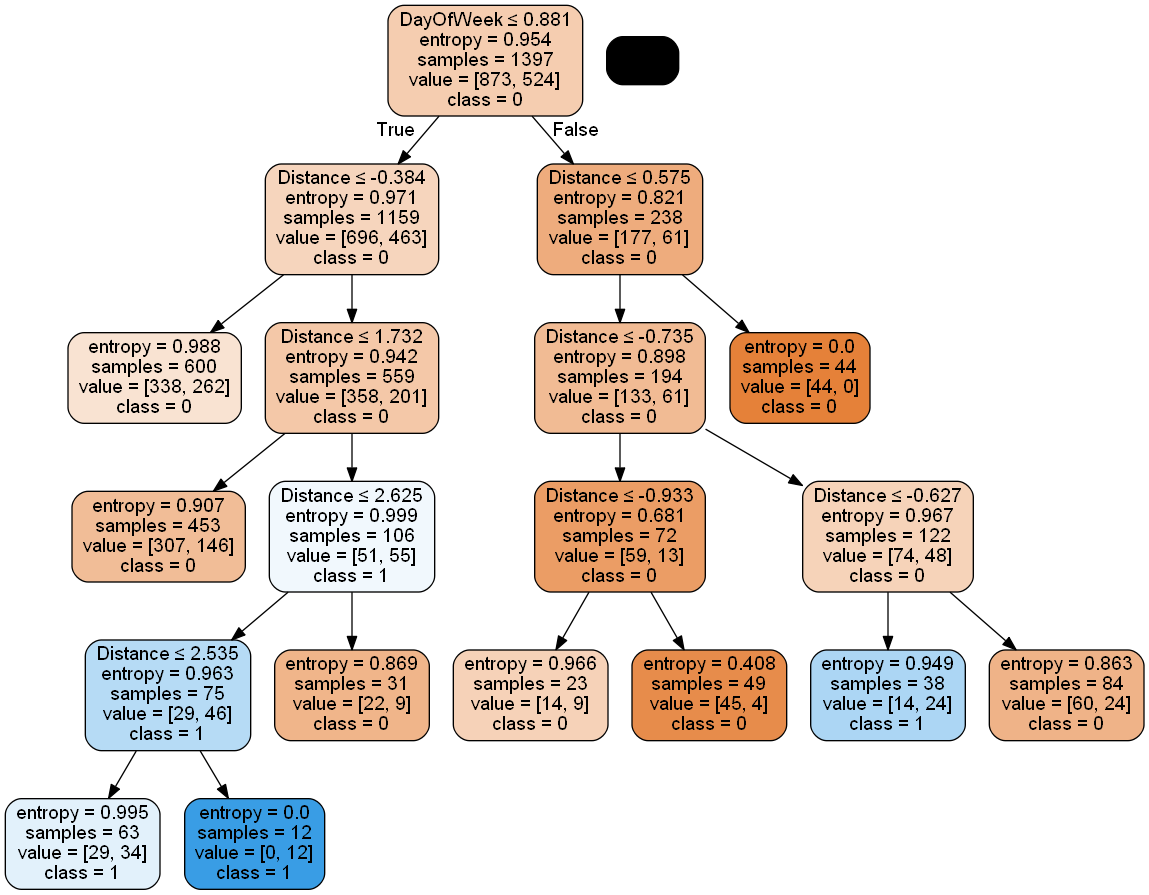 DayOfWeek ≤ 0.881
entropy = 0.954
samples = 1397
value = [873, 524]
class = 0
True
False
Distance ≤ -0.384
entropy = 0.971
samples = 1159
value = [696, 463]
class = 0
Distance ≤ 0.575
entropy = 0.821
samples = 238
value = [177, 61]
class = 0
entropy = 0.988
samples = 600
value = [338, 262]
class = 0
Distance ≤ 1.732
entropy = 0.942
samples = 559
value = [358, 201]
class = 0
Distance ≤ -0.735
entropy = 0.898
samples = 194
value = [133, 61]
class = 0
entropy = 0.0
samples = 44
value = [44, 0]
class = 0
entropy = 0.907
samples = 453
value = [307, 146]
class = 0
Distance ≤ 2.625
entropy = 0.999
samples = 106
value = [51, 55]
class = 1
Distance ≤ -0.933
entropy = 0.681
samples = 72
value = [59, 13]
class = 0
Distance ≤ -0.627
entropy = 0.967
samples = 122
value = [74, 48]
class = 0
Distance ≤ 2.535
entropy = 0.963
samples = 75
value = [29, 46]
class = 1
entropy = 0.869
samples = 31
value = [22, 9]
class = 0
entropy = 0.966
samples = 23
value = [14, 9]
class = 0
entropy = 0.408
samples = 49
value = [45, 4]
class = 0
entropy = 0.949
samples = 38
value = [14, 24]
class = 1
entropy = 0.863
samples = 84
value = [60, 24]
class = 0
entropy = 0.995
samples = 63
value = [29, 34]
class = 1
entropy = 0.0
samples = 12
value = [0, 12]
class = 1